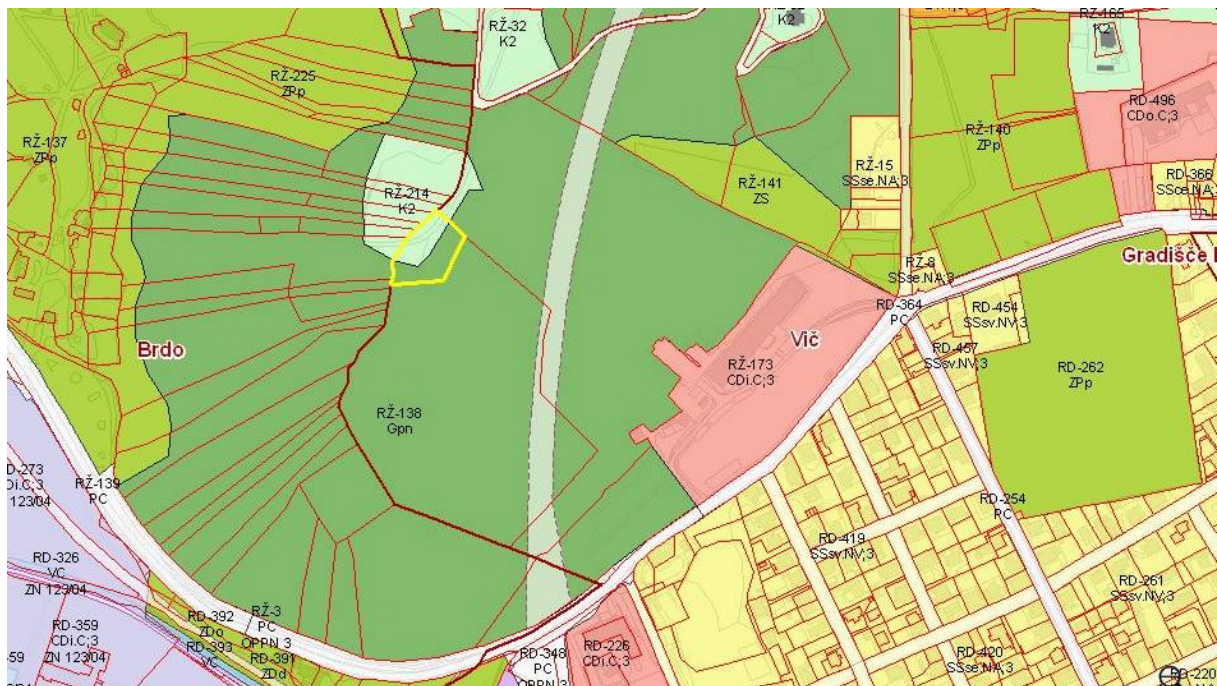 RŽ-32
K2
K2
RŽ-165
K2
RŽ-225
ZPp
RD-496
CDo.C;3
RŽ-137
ZPp
RŽ-140
ZPp
RŽ-15
SSse.NA;3
RŽ-141
ZS
RD-366
SSce.NA;3
RŽ-214
K2
Gradišče
RŽ-8
SSse.NA;3
RD-364
PC
RD-454
SSsv.NV;3
Vič
Brdo
RD-457
SSsv.NV;3
RŽ-173
CDi.C;3
RD-262
ZPp
RŽ-138
Gpn
D-273
Di.C;3
123/04
RŽ-139
PC
RD-254
PC
RD-419
SSsv.NV;3
RD-326
VC
ZN 123/04
RD-261
SSsv.NV;3
RD-392
ZDo
RŽ-3
PC
OPPN 3
RD-359
CDi.C;3
ZN 123/04
RD-393
VC
RD-391
ZDd
RD-348
PC
OPPN 3
RD-226
CDi.C;3
RD-420
SSse.NA;3
-59
RD-220